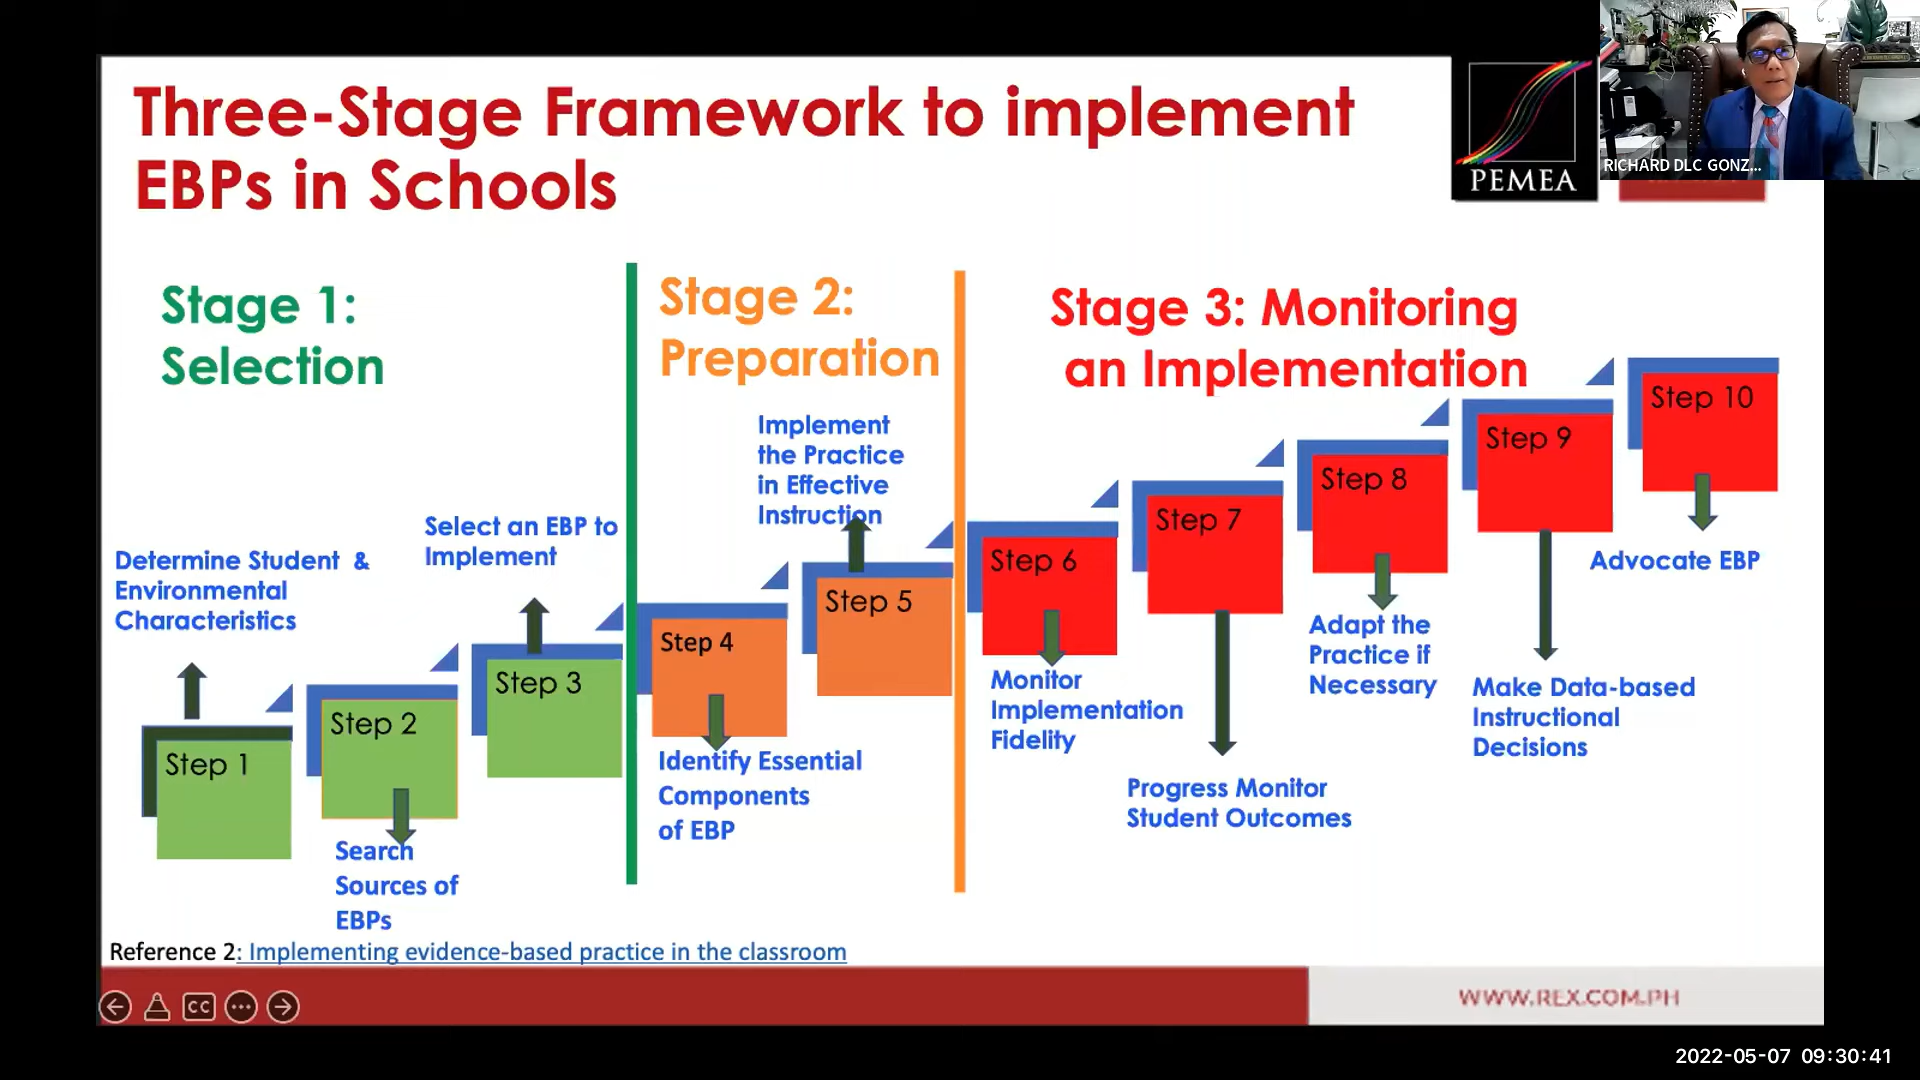 Three-Stage Framework to implement
EBPs in Schools
PEMEA
RICHARD DLC GONZ...
Stage 1:
Selection
Stage 2:
Preparation
Stage 3: Monitoring
an Implementation
Determine Student &
Environmental
Characteristics
Step 1
Step 2
Search
Sources of
EBPs
Select an EBP to
Implement
Step 3
Step 4
Identify Essential
Components
of EBP
Implement
the Practice
in Effective
Instruction
Step 5
Step 6
Monitor
Implementation
Fidelity
Step 7
Progress Monitor
Student Outcomes
Step 8
Adapt the
Practice if
Necessary
Step 9
Make Data-based
Instructional
Decisions
Step 10
Advocate EBP
Reference 2: Implementing evidence-based practice in the classroom
CC
WWW.REX.COM.PH
2022-05-07 09:30:41